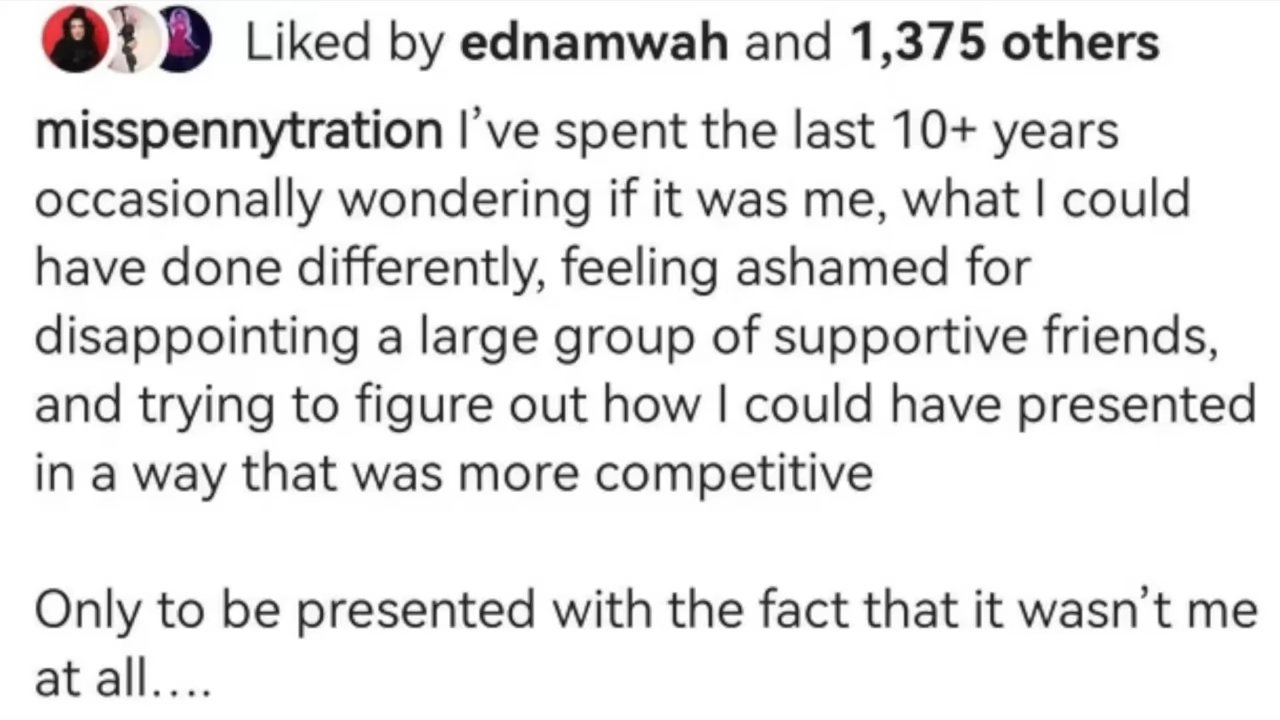 Liked by ednamwah and 1,375 others
misspennytration I’ve spent the last 10+ years
occasionally wondering if it was me, what I could
have done differently, feeling ashamed for
disappointing a large group of supportive friends,
and trying to figure out how I could have presented
in a way that was more competitive
Only to be presented with the fact that it wasn’t me
at all….